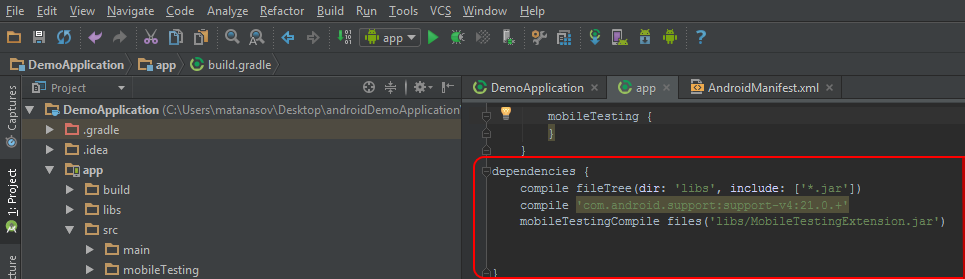 File Edit View Navigate Code Analyze Refactor Build Run Tools VCS Window Help
app
DemoApplication app build.gradle
Project
DemoApplication app AndroidManifest.xml
DemoApplication (C:\Users\matanasov\Desktop\androidDemoApplication)
.gradle
.idea
app
build
libs
src
main
mobileTesting
Captures
1: Project
cture
mobileTesting {
}
}
dependencies {
compile fileTree(dir: 'libs', include: ['*.jar'])
compile 'com.android.support:support-v4:21.0.+'
mobileTestingCompile files('libs/MobileTestingExtension.jar')
}